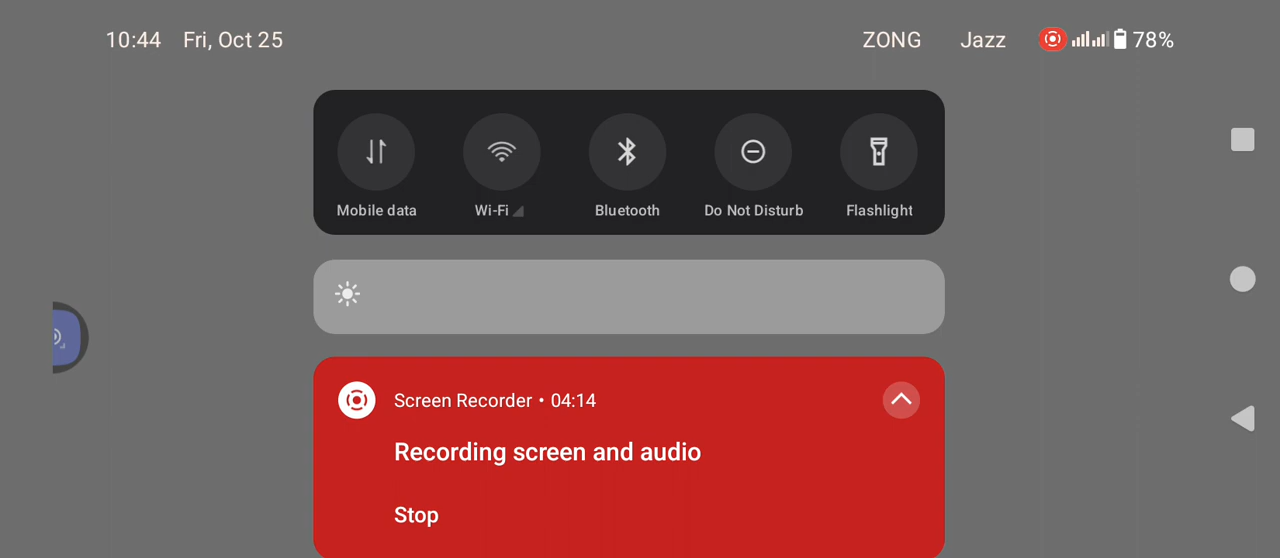 10:44 Fri, Oct 25 ZONG Jazz 78%
Mobile data Wi-Fi Bluetooth Do Not Disturb Flashlight
Screen Recorder • 04:14
Recording screen and audio
Stop